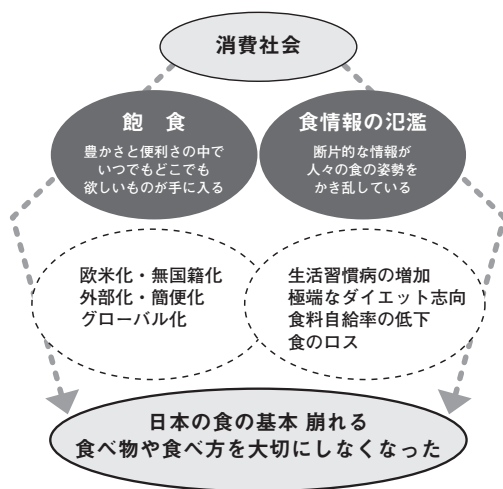 消費社会
飽　食
豊かさと便利さの中で
いつでもどこでも
欲しいものが手に入る
食情報の氾濫
断片的な情報が
人々の食の姿勢を
かき乱している
欧米化・無国籍化
外部化・簡便化
グローバル化
生活習慣病の増加
極端なダイエット志向
食料自給率の低下
食のロス
日本の食の基本 崩れる
食べ物や食べ方を大切にしなくなった